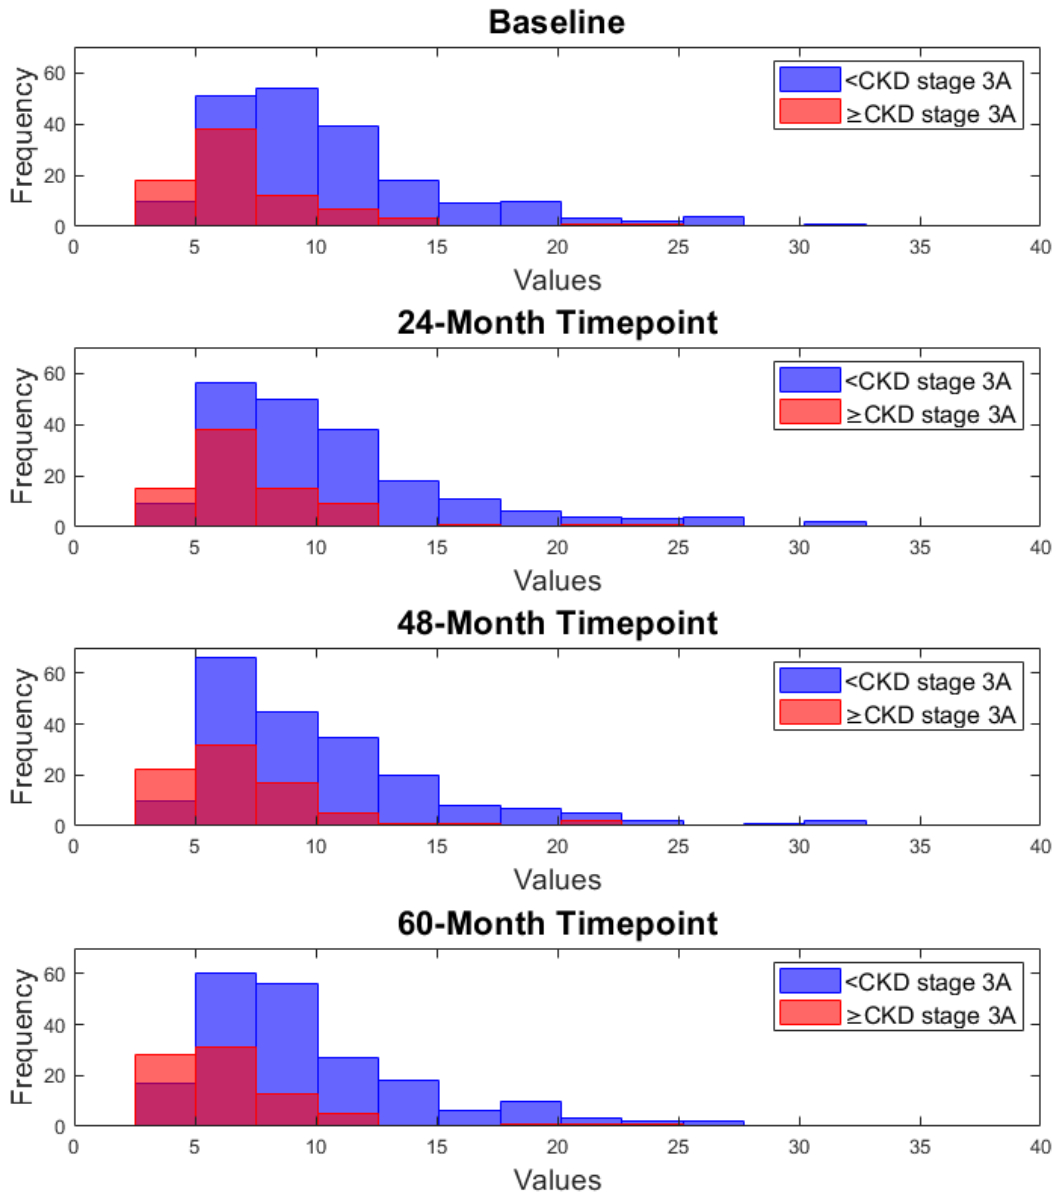 Baseline
Frequency
60
40
20
0
<CKD stage 3A
≥CKD stage 3A
0 5 10 15 20 25 30 35 40
Values
24-Month Timepoint
Frequency
60
40
20
0
<CKD stage 3A
≥CKD stage 3A
0 5 10 15 20 25 30 35 40
Values
48-Month Timepoint
Frequency
60
40
20
0
<CKD stage 3A
≥CKD stage 3A
0 5 10 15 20 25 30 35 40
Values
60-Month Timepoint
Frequency
60
40
20
0
<CKD stage 3A
≥CKD stage 3A
0 5 10 15 20 25 30 35 40
Values